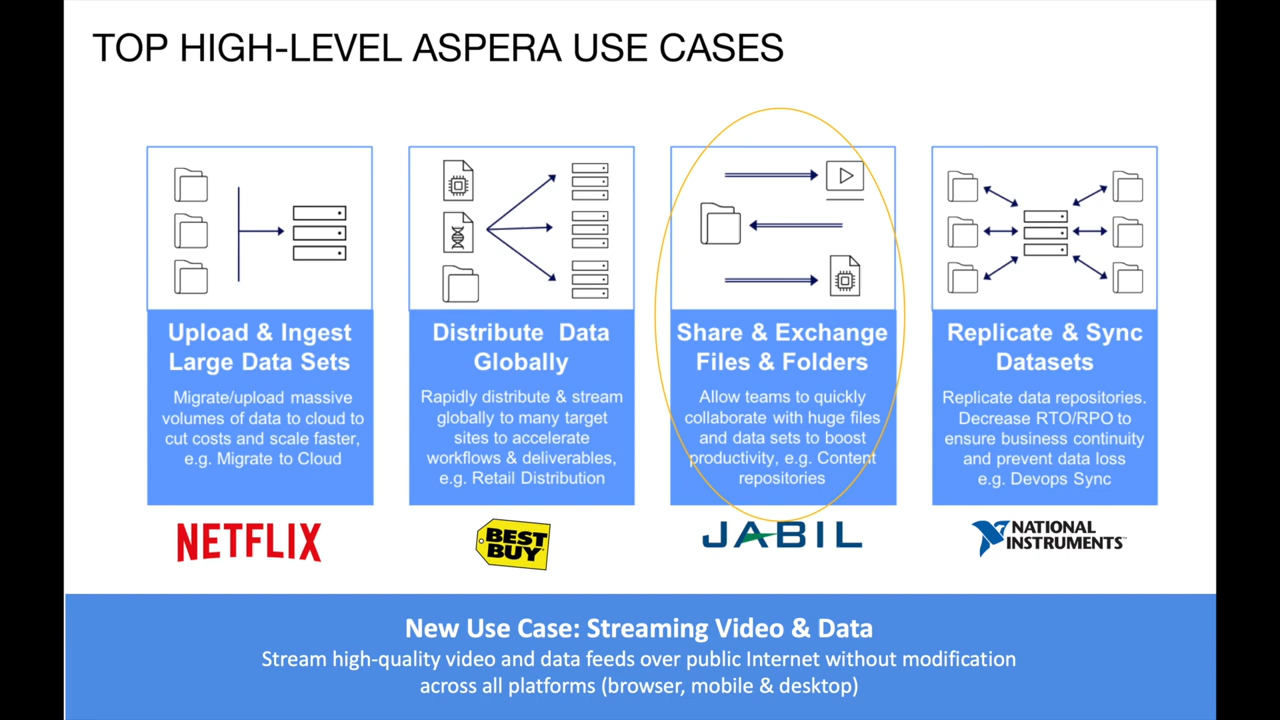 TOP HIGH-LEVEL ASPERA USE CASES
Upload & Ingest
Large Data Sets
Migrate/upload massive
volumes of data to cloud to
cut costs and scale faster,
e.g. Migrate to Cloud
NETFLIX
Distribute Data
Globally
Rapidly distribute & stream
globally to many target
sites to accelerate
workflows & deliverables,
e.g. Retail Distribution
BEST
BUY
Share & Exchange
Files & Folders
Allow teams to quickly
collaborate with huge files
and data sets to boost
productivity, e.g. Content
repositories
JABIL
Replicate & Sync
Datasets
Replicate data repositories.
Decrease RTO/RPO to
ensure business continuity
and prevent data loss
e.g. Devops Sync
NATIONAL
INSTRUMENTS™
New Use Case: Streaming Video & Data
Stream high-quality video and data feeds over public Internet without modification
across all platforms (browser, mobile & desktop)